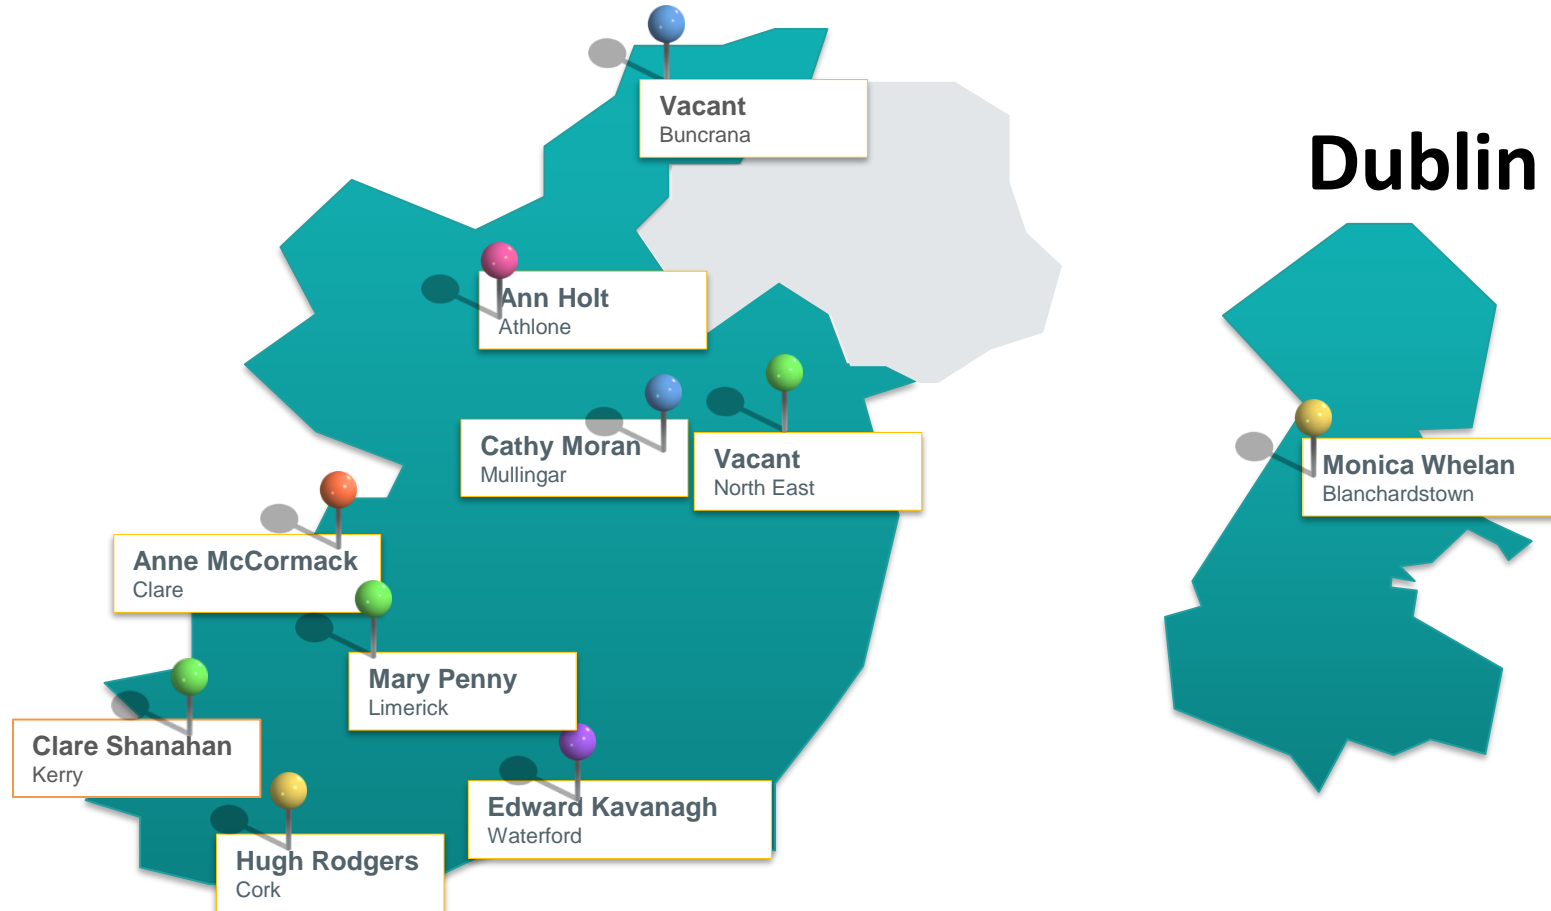 Vacant
Buncrana
Dublin
Ann Holt
Athlone
Cathy Moran
Mullingar
Vacant
North East
Monica Whelan
Blanchardstown
Anne McCormack
Clare
Mary Penny
Limerick
Clare Shanahan
Kerry
Edward Kavanagh
Waterford
Hugh Rodgers
Cork